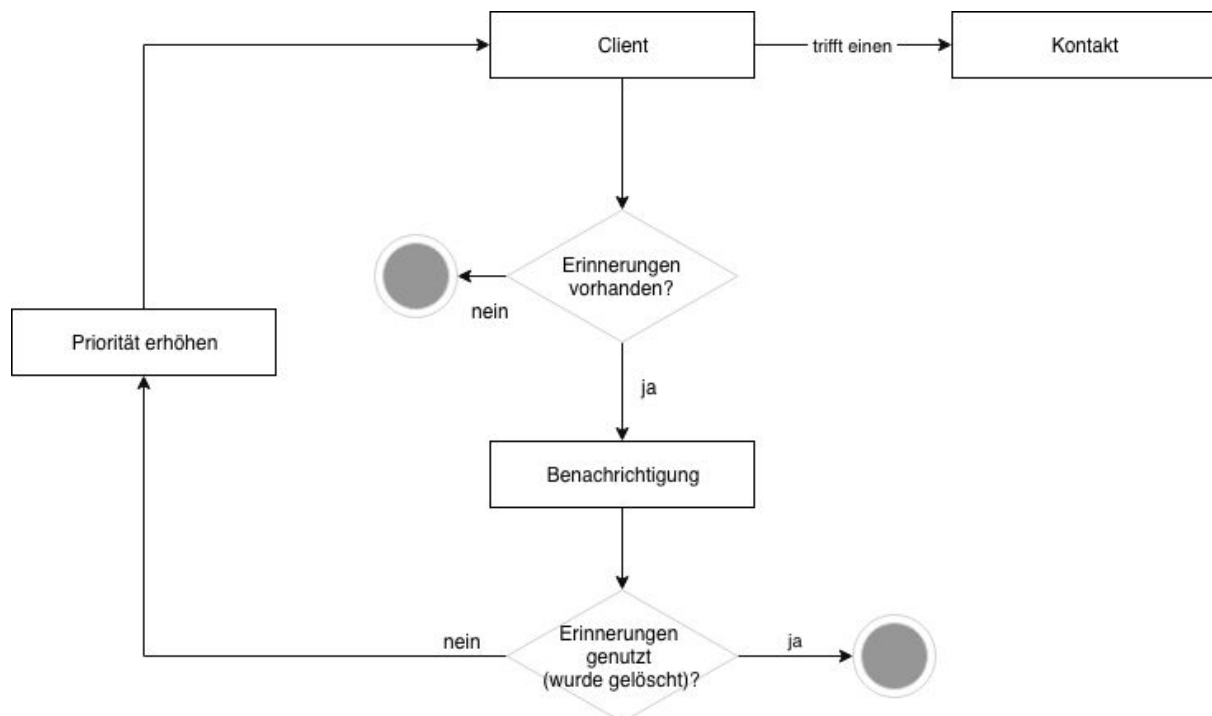 Client
trifft einen
Kontakt
Erinnerungen
vorhanden?
nein
Priorität erhöhen
ja
Benachrichtigung
nein
Erinnerungen
genutzt
(wurde gelöscht)?
ja